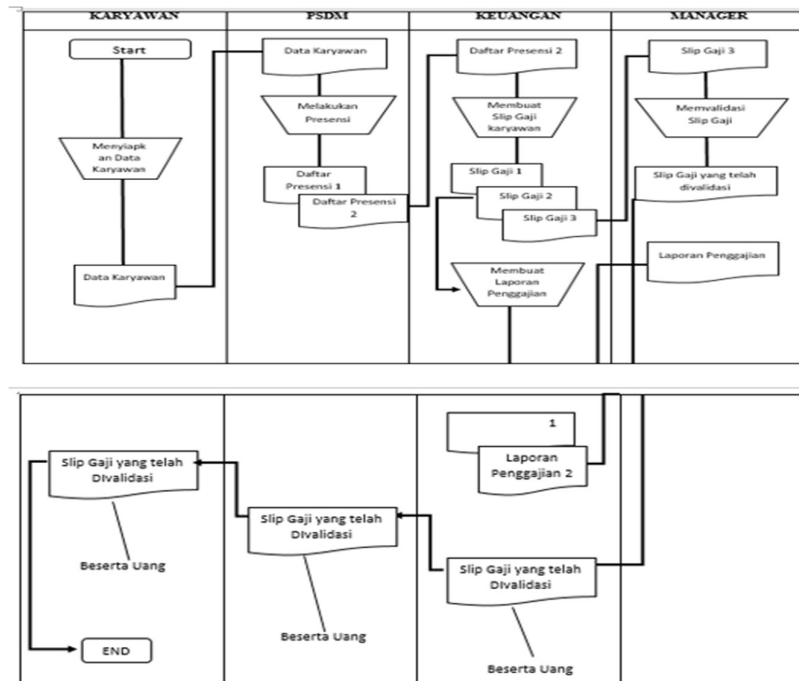 KARYAWAN
PSDM
KEUANGAN
MANAGER
Start
Menyiapk
an Data
Karyawan
Data Karyawan
Data Karyawan
Melakukan
Presensi
Daftar
Presensi 1
Daftar Presensi
2
Daftar Presensi 2
Membuat
Slip Gaji
karyawan
Slip Gaji 1
Slip Gaji 2
Slip Gaji 3
Membuat
Laporan
Penggajian
Slip Gaji 3
Memvalidasi
Slip Gaji
Slip Gaji yang telah
divalidasi
Laporan Penggajian
Slip Gaji yang telah
DIvalidasi
Beserta Uang
END
Slip Gaji yang telah
DIvalidasi
Beserta Uang
1
Laporan
Penggajian 2
Slip Gaji yang telah
DIvalidasi
Beserta Uang